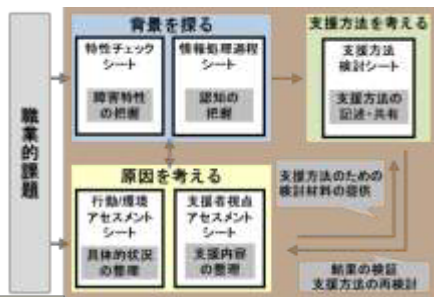 職業的課題
背景を探る
特性チェック
シート
障害特性
の把握
情報処理過程
シート
認知の
把握
支援方法を考える
支援方法
検討シート
支援方法の
記述・共有
原因を考える
行動/環境
アセスメント
シート
具体的状況
の整理
支援者視点
アセスメント
シート
支援内容
の整理
支援方法のための
検討材料の提供
結果の検証
支援方法の再検討